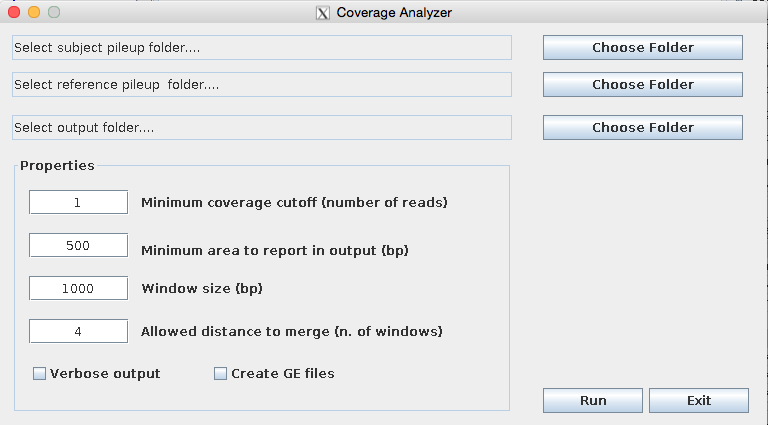 Coverage Analyzer
Select subject pileup folder.... Choose Folder
Select reference pileup  folder.... Choose Folder
Select output folder.... Choose Folder
Properties
1 Minimum coverage cutoff (number of reads)
500 Minimum area to report in output (bp)
1000 Window size (bp)
4 Allowed distance to merge (n. of windows)
Verbose output Create GE files
Run Exit